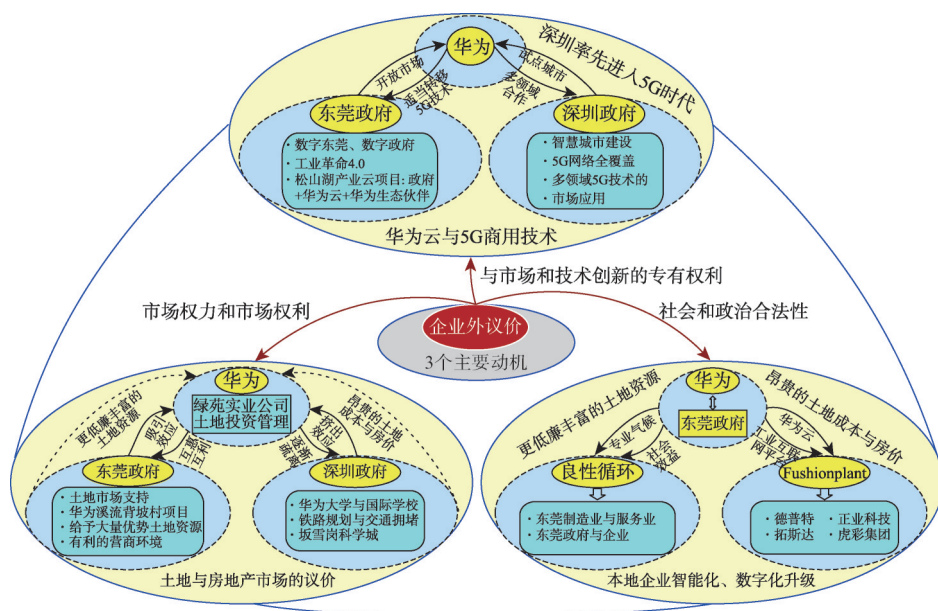 深圳率先进入5G时代
华为
开放市场
适当转移
5G技术
试点城市
多领域
合作
东莞政府
深圳政府
· 数字东莞、数字政府
· 工业革命4.0
· 松山湖产业云项目: 政府
+华为云+华为生态伙伴
· 智慧城市建设
· 5G网络全覆盖
· 多领域5G技术的
· 市场应用
华为云与5G商用技术
与市场和技术创新的专有权利
市场权力和市场权利
社会和政治合法性
企业外议价
3个主要动机
华为
绿苑实业公司
土地投资管理
更低廉丰富的
土地资源
吸引
效应
互惠
互利
挤出
效应
昂贵的土地
成本与房价
东莞政府
深圳政府
· 土地市场支持
· 华为溪流背坡村项目
· 给予大量优势土地资源
· 有利的营商环境
· 华为大学与国际学校
· 铁路规划与交通拥堵
· 坂雪岗科学城
土地与房地产市场的议价
华为
东莞政府
更低廉丰富的土地资源
专业气候
社会
效益
华为云
工业互联
网平台
昂贵的土地成本与房价
良性循环
Fushionplant
· 东莞制造业与服务业
· 东莞政府与企业
· 德普特 · 正业科技
· 拓斯达 · 虎彩集团
本地企业智能化、数字化升级